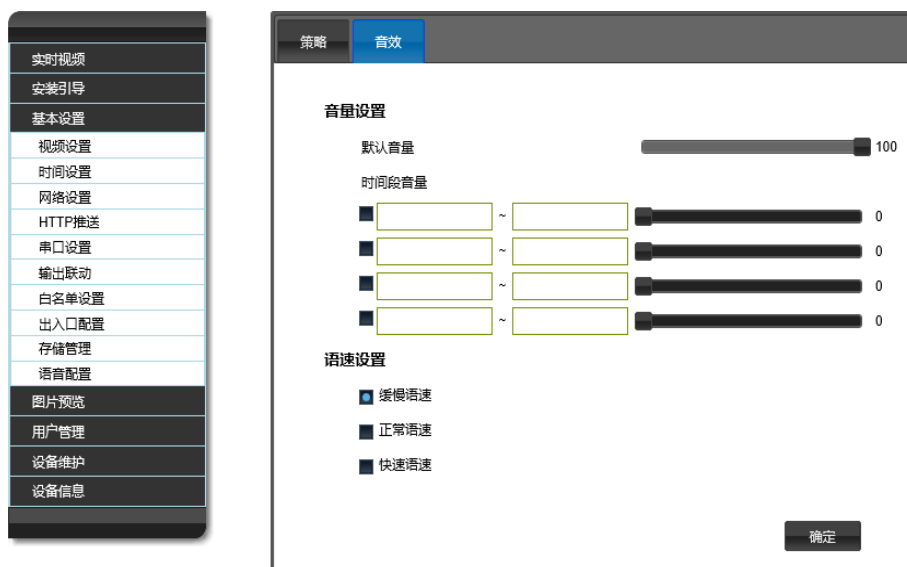 实时视频
安装引导
基本设置
视频设置
时间设置
网络设置
HTTP推送
串口设置
输出联动
白名单设置
出入口配置
存储管理
语音配置
图片预览
用户管理
设备维护
设备信息
策略 音效
音量设置
默认音量 100
时间段音量
~ 0
~ 0
~ 0
~ 0
语速设置
缓慢语速
正常语速
快速语速
确定